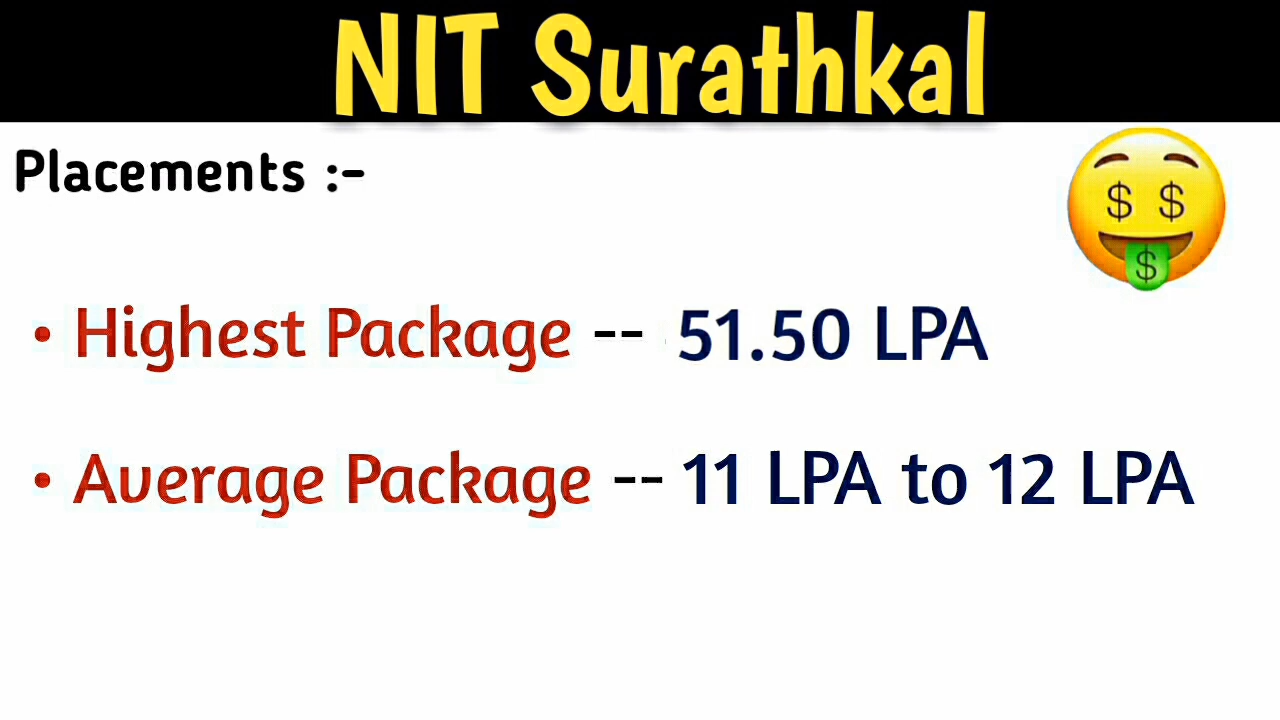 NIT Surathkal
Placements :-
• Highest Package -- 51.50 LPA
• Average Package -- 11 LPA to 12 LPA